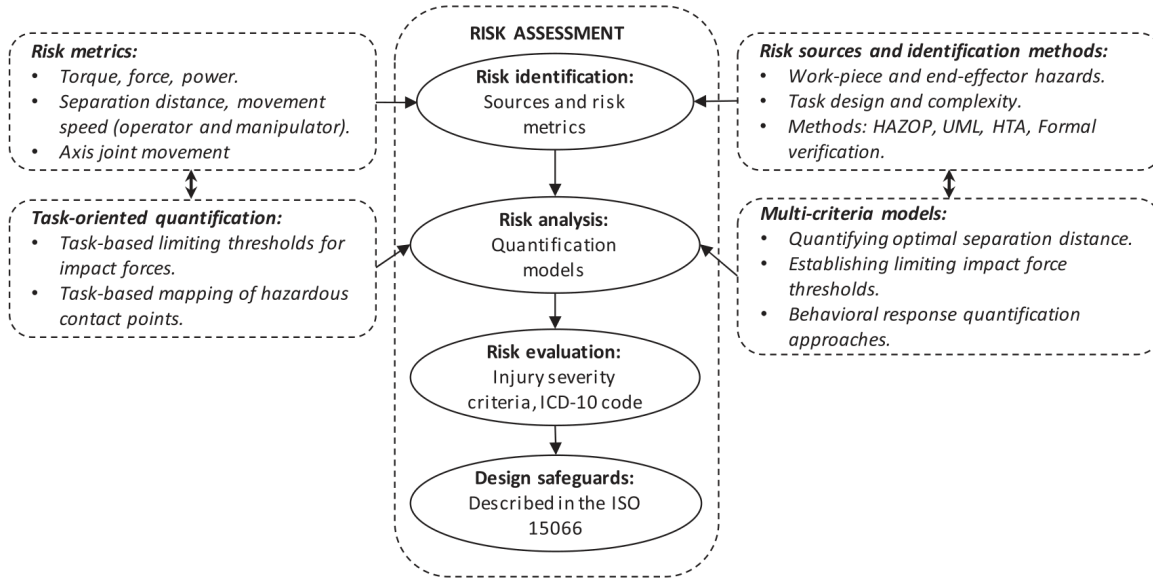 RISK ASSESSMENT
Risk metrics:
• Torque, force, power.
• Separation distance, movement
speed (operator and manipulator).
• Axis joint movement
Risk identification:
Sources and risk
metrics
Risk sources and identification methods:
• Work-piece and end-effector hazards.
• Task design and complexity.
• Methods: HAZOP, UML, HTA, Formal
verification.
Task-oriented quantification:
• Task-based limiting thresholds for
impact forces.
• Task-based mapping of hazardous
contact points.
Risk analysis:
Quantification
models
Multi-criteria models:
• Quantifying optimal separation distance.
• Establishing limiting impact force
thresholds.
• Behavioral response quantification
approaches.
Risk evaluation:
Injury severity
criteria, ICD-10 code
Design safeguards:
Described in the ISO
15066